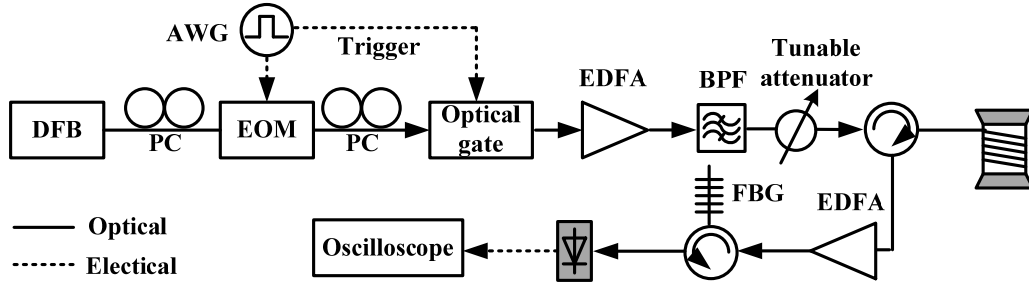 AWG
Trigger
Tunable
attenuator
EDFA
BPF
DFB
PC
EOM
PC
Optical
gate
FBG
EDFA
Optical
Oscilloscope
Electical